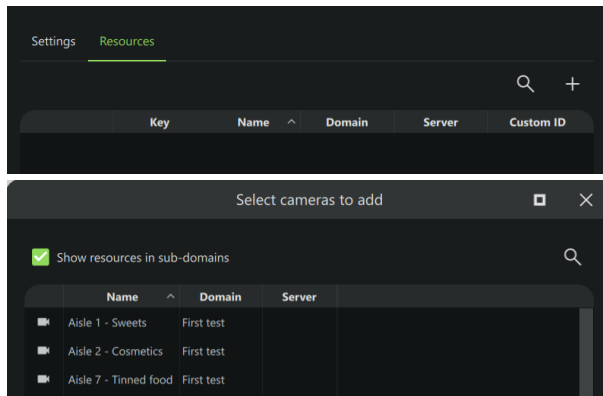 Settings Resources
Key Name Domain Server Custom ID
Select cameras to add
Show resources in sub-domains
Name Domain Server
Aisle 1 - Sweets First test
Aisle 2 - Cosmetics First test
Aisle 7 - Tinned food First test